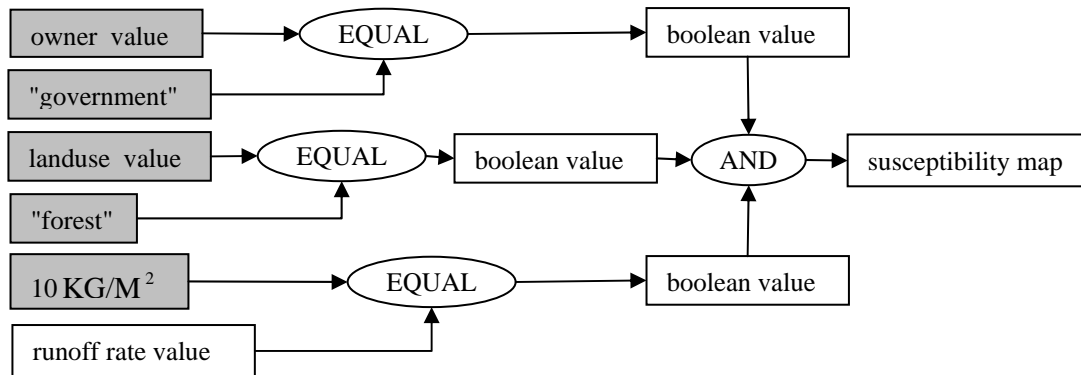 owner value
EQUAL
boolean value
"government"
landuse value
EQUAL
boolean value
AND
susceptibility map
"forest"
10 KG/M²
EQUAL
boolean value
runoff rate value